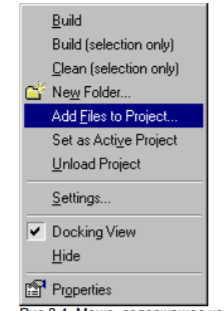 Build
Build (selection only)
Clean (selection only)
New Folder...
Add Files to Project...
Set as Active Project
Unload Project
Settings...
Docking View
Hide
Properties